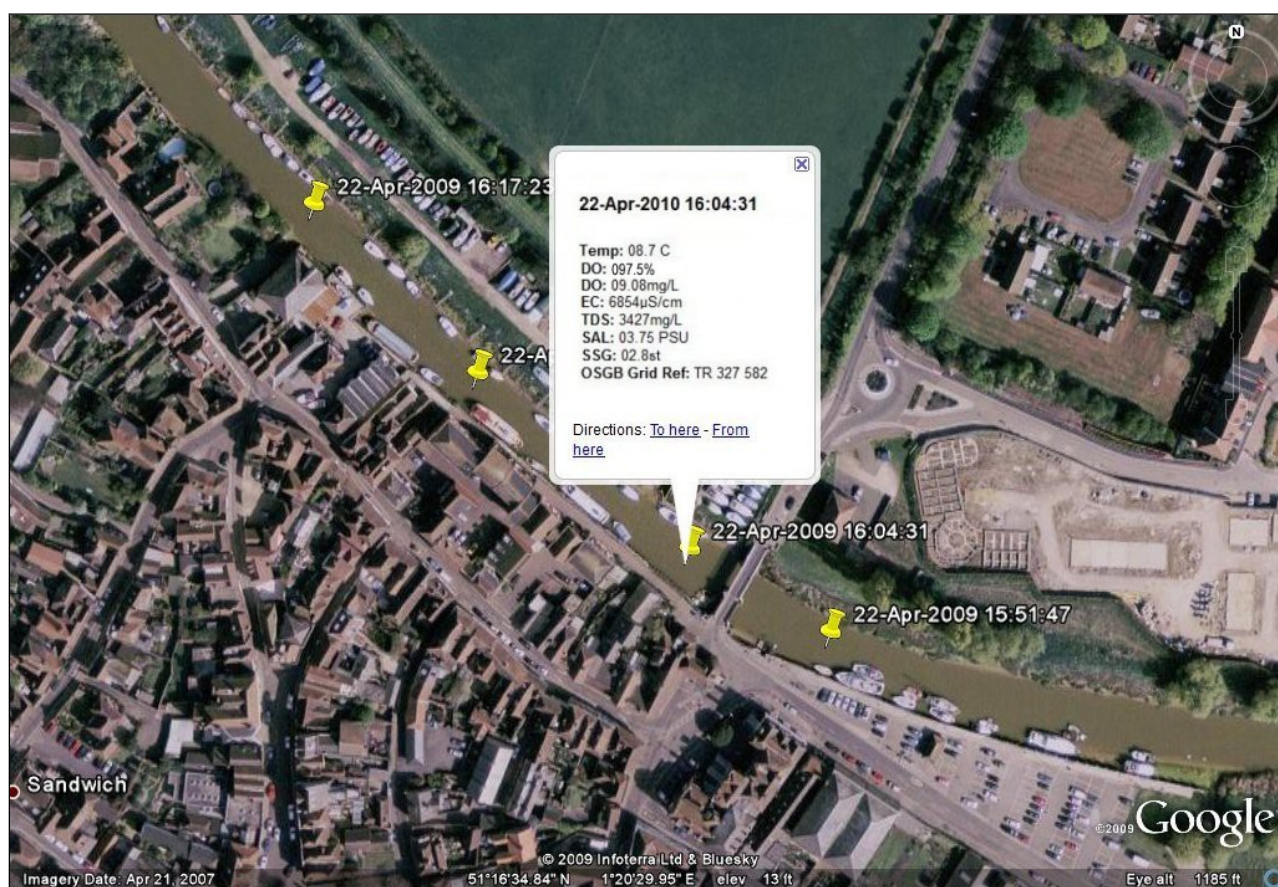 N
22-Apr-2009 16:17:23
22-Apr-2010 16:04:31
Temp: 08.7 C
DO: 097.5%
DO: 09.08mg/L
EC: 6854µS/cm
TDS: 3427mg/L
SAL: 03.75 PSU
SSG: 02.8st
OSGB Grid Ref: TR 327 582
22-A
Directions: To here - From
here
22-Apr-2009 16:04:31
22-Apr-2009 15:51:47
Sandwich
©2009 Google
© 2009 Infoterra Ltd & Bluesky
Imagery Date: Apr 21, 2007 51°16'34.84" N 1°20'29.95" E elev 13 ft Eye alt 1185 ft